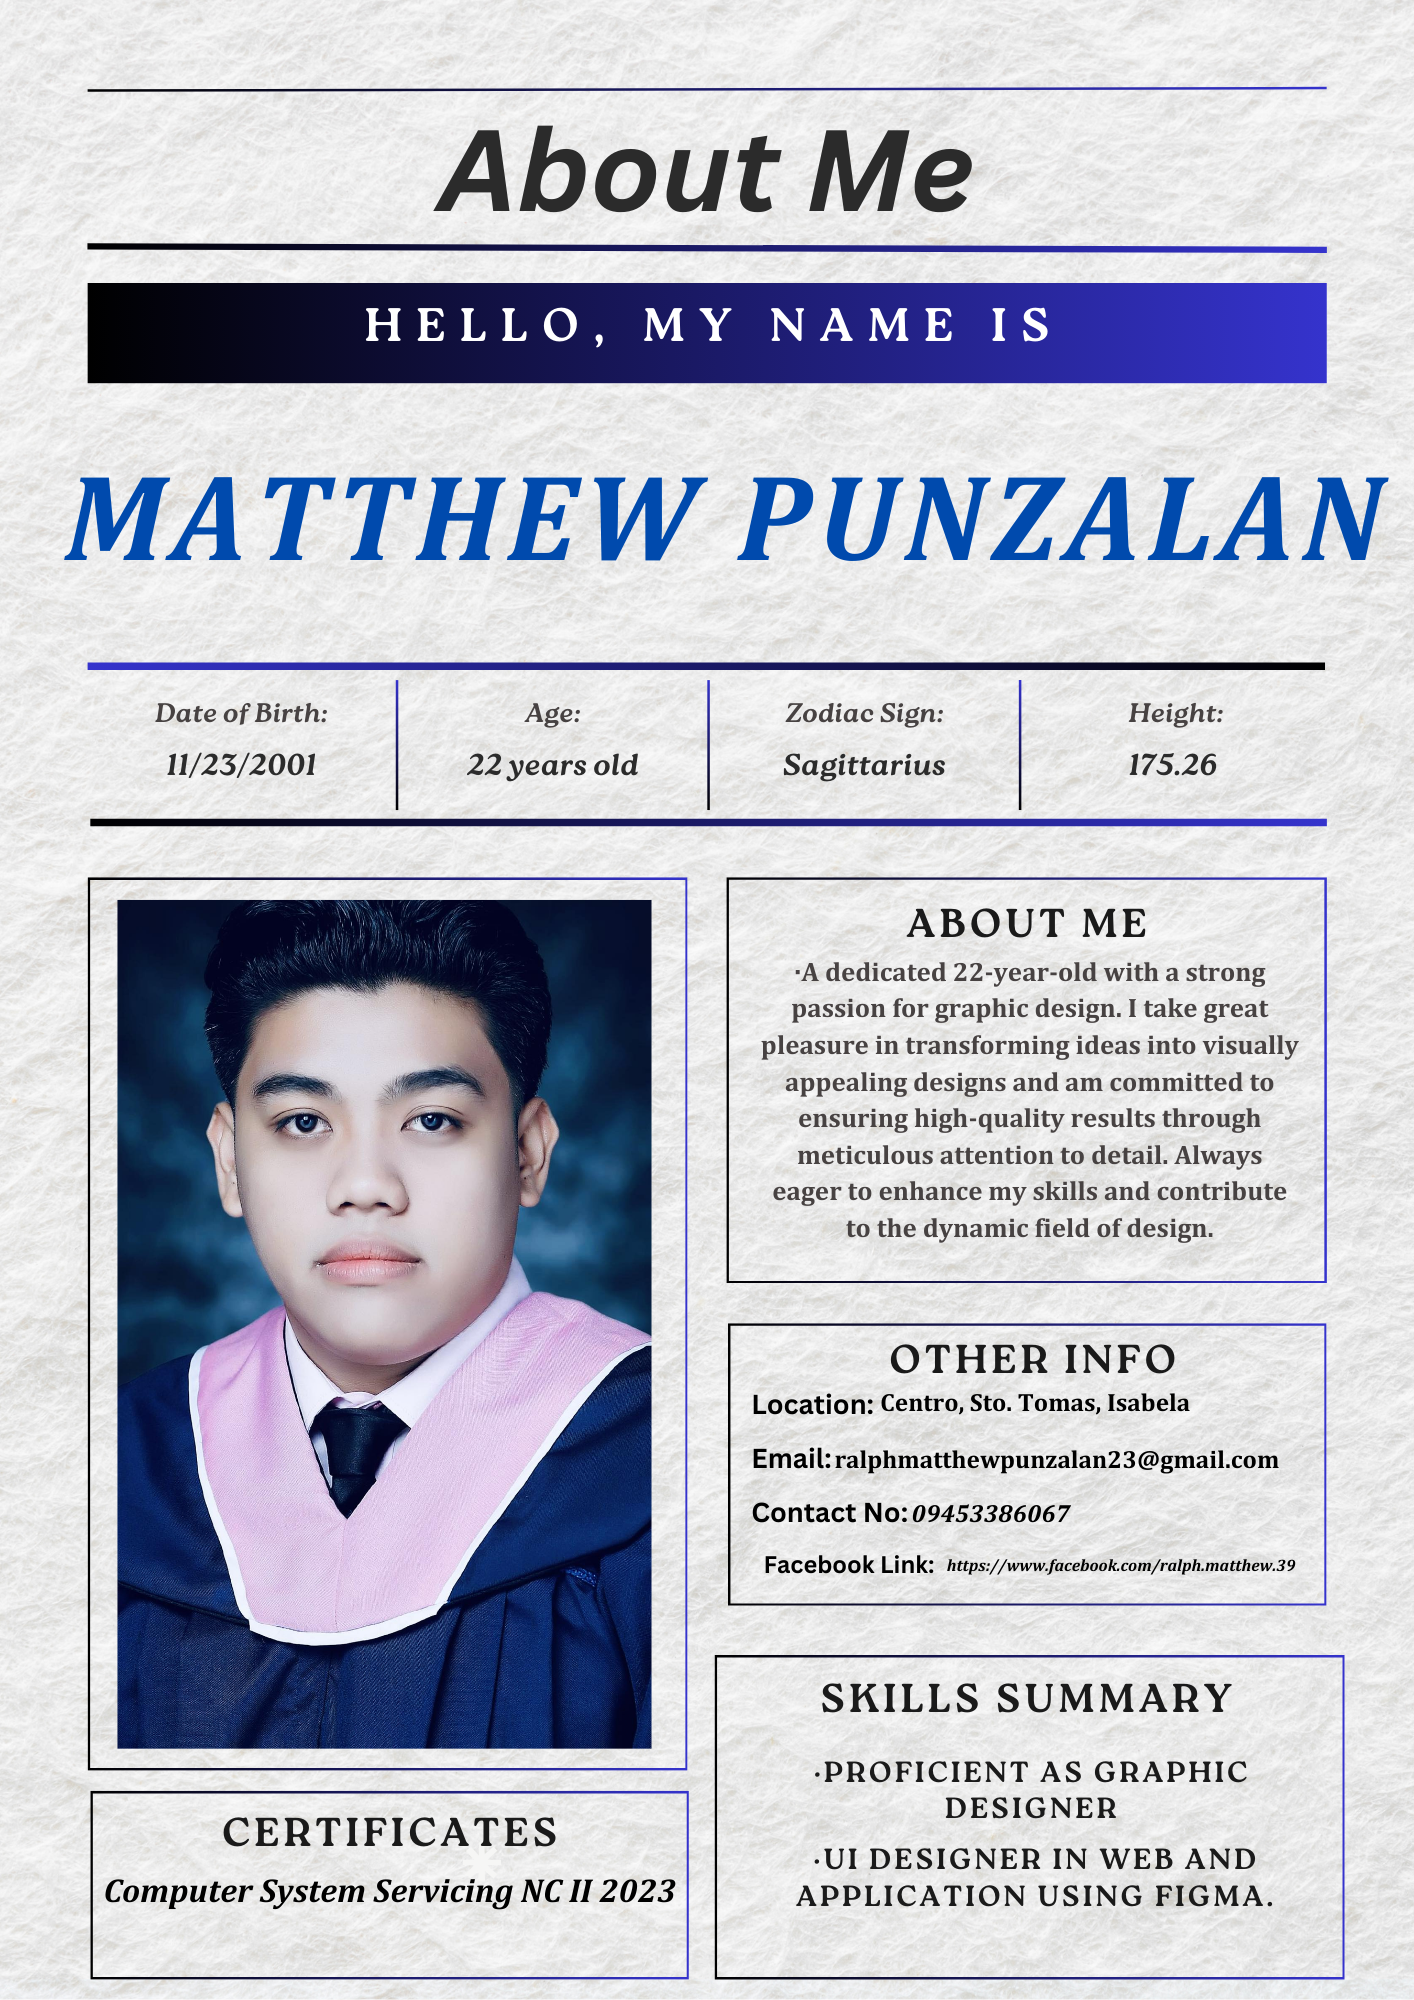 About Me
HELLO, MY NAME IS
MATTHEW PUNZALAN
Date of Birth:
11/23/2001
Age:
22 years old
Zodiac Sign:
Sagittarius
Height:
175.26
ABOUT ME
·A dedicated 22-year-old with a strong
passion for graphic design. I take great
pleasure in transforming ideas into visually
appealing designs and am committed to
ensuring high-quality results through
meticulous attention to detail. Always
eager to enhance my skills and contribute
to the dynamic field of design.
OTHER INFO
Location: Centro, Sto. Tomas, Isabela
Email: ralphmatthewpunzalan23@gmail.com
Contact No: 09453386067
Facebook Link: https://www.facebook.com/ralph.matthew.39
CERTIFICATES
Computer System Servicing NC II 2023
SKILLS SUMMARY
·PROFICIENT AS GRAPHIC
DESIGNER
·UI DESIGNER IN WEB AND
APPLICATION USING FIGMA.